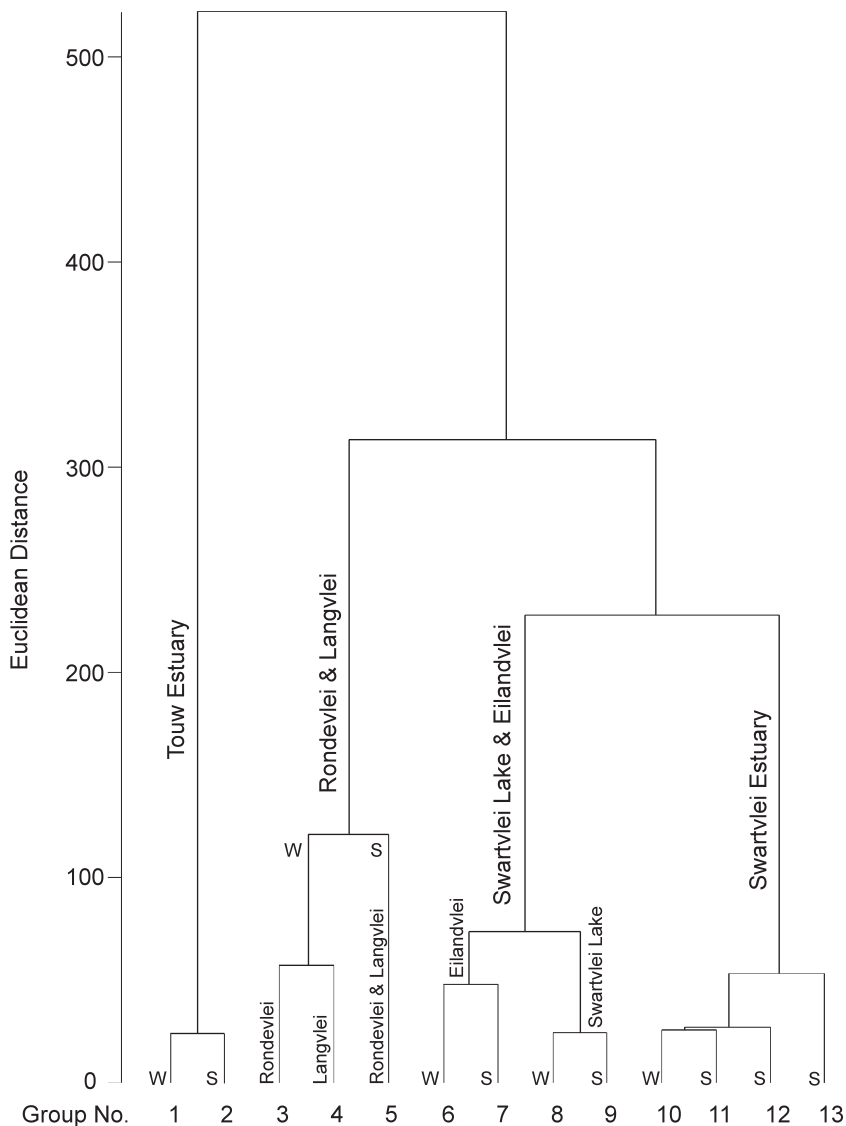 500
400
300
200
100
0
Euclidean Distance
Touw Estuary
Rondevlei & Langvlei
Swartvlei Lake & Eilandvlei
Swartvlei Estuary
W S
Eilandvlei
Swartvlei Lake
Rondevlei
Langvlei
Rondevlei & Langvlei
W S W S W S W S S S
Group No. 1 2 3 4 5 6 7 8 9 10 11 12 13